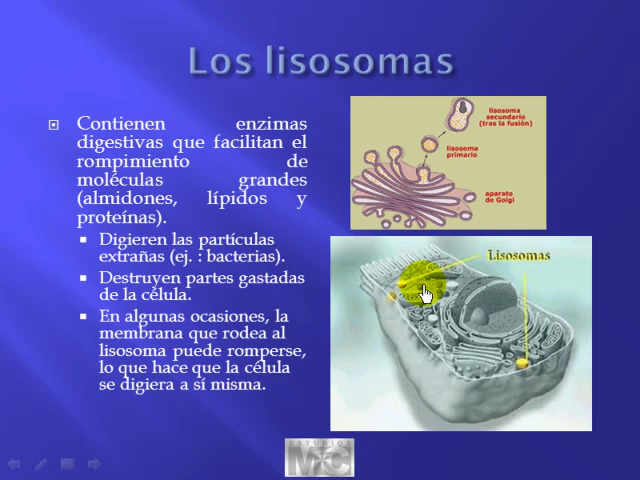 Los lisosomas
Contienen enzimas
digestivas que facilitan el
rompimiento de
moléculas grandes
(almidones, lípidos y
proteínas).
Digieren las partículas
extrañas (ej. : bacterias).
Destruyen partes gastadas
de la célula.
En algunas ocasiones, la
membrana que rodea al
lisosoma puede romperse,
lo que hace que la célula
se digiera a sí misma.
lisosoma
secundario
(tras la fusión)
lisosoma
primario
aparato
de Golgi
Lisosomas
ESTUDIOS
MC